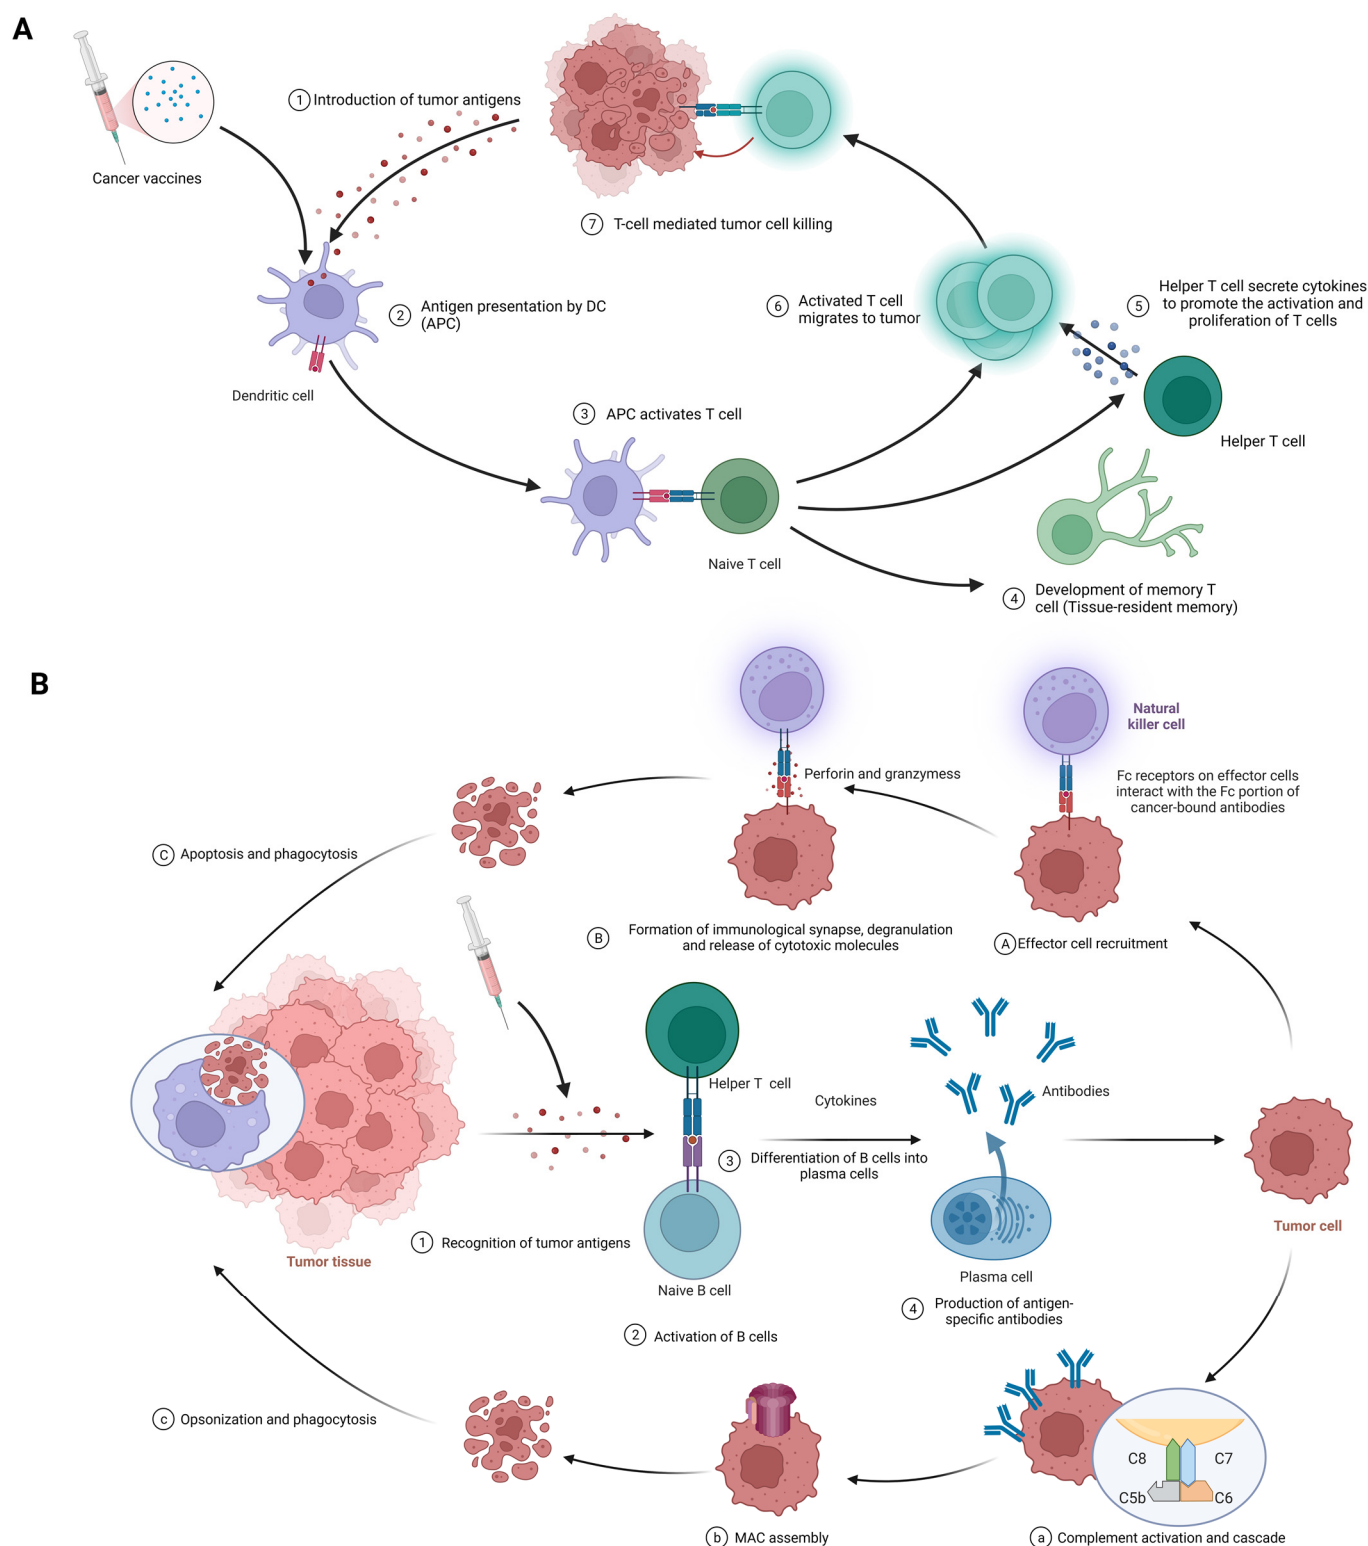 A
1 Introduction of tumor antigens
Cancer vaccines
7 T-cell mediated tumor cell killing
2 Antigen presentation by DC
(APC)
Dendritic cell
6 Activated T cell
migrates to tumor
5 Helper T cell secrete cytokines
to promote the activation and
proliferation of T cells
Helper T cell
3 APC activates T cell
Naive T cell
4 Development of memory T
cell (Tissue-resident memory)
B
Natural
killer cell
Perforin and granzymess
Fc receptors on effector cells
interact with the Fc portion of
cancer-bound antibodies
C Apoptosis and phagocytosis
B Formation of immunological synapse, degranulation
and release of cytotoxic molecules
A Effector cell recruitment
Helper T cell
Cytokines
Antibodies
3 Differentiation of B cells into
plasma cells
Tumor cell
1 Recognition of tumor antigens
Tumor tissue
Naive B cell
Plasma cell
4 Production of antigen-
specific antibodies
2 Activation of B cells
c Opsonization and phagocytosis
C8
C7
C5b
C6
b MAC assembly
a Complement activation and cascade